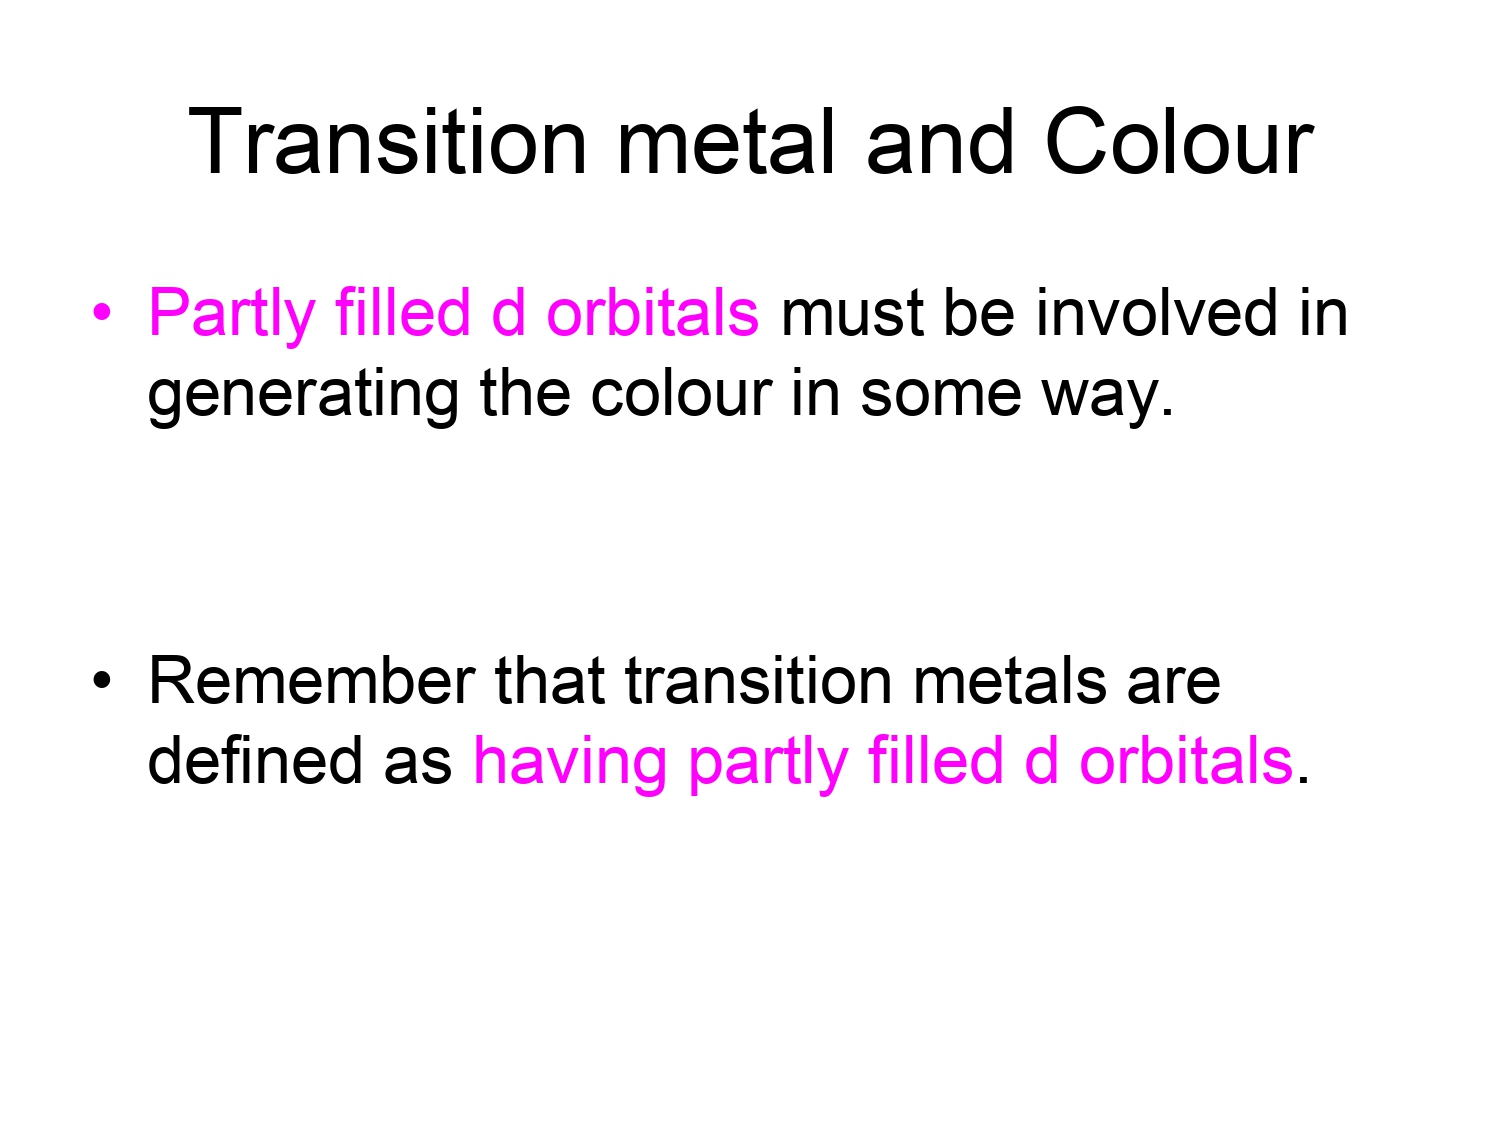 Transition metal and Colour
• Partly filled d orbitals must be involved in
generating the colour in some way.
• Remember that transition metals are
defined as having partly filled d orbitals.